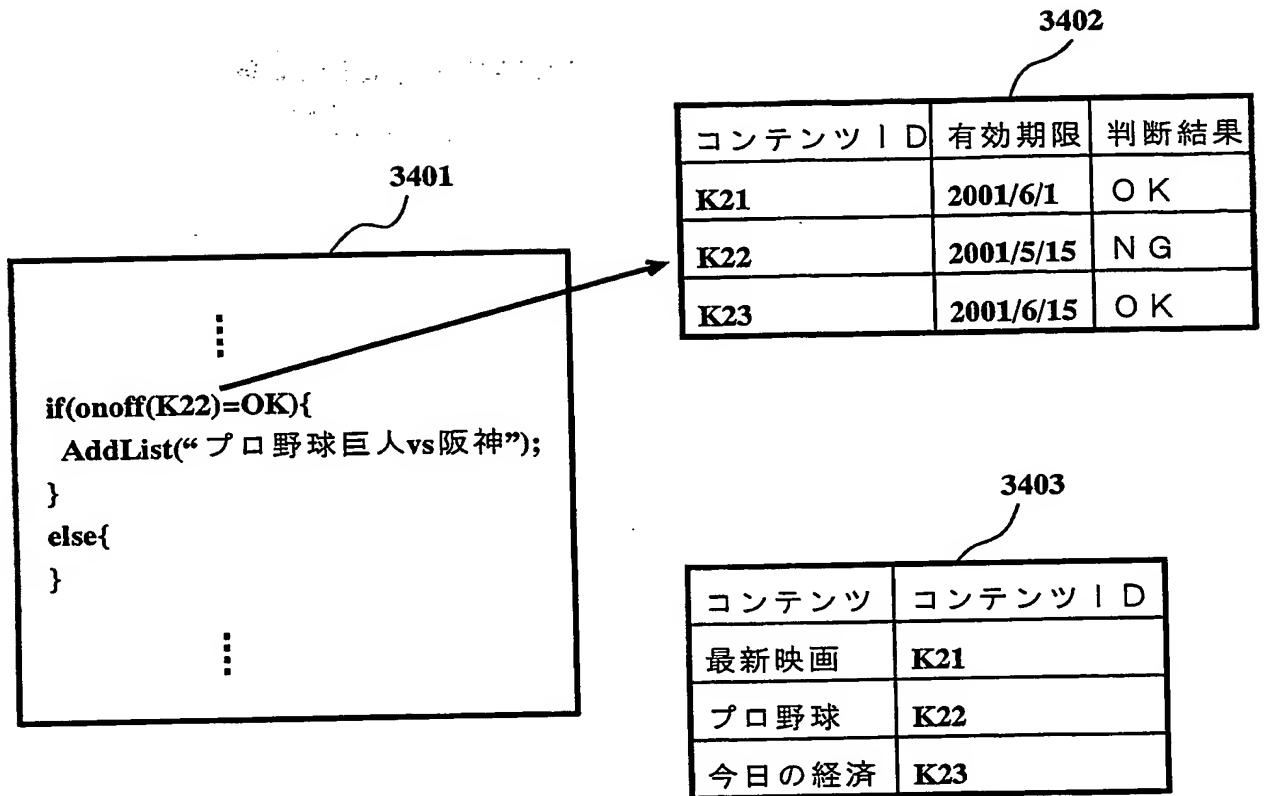 3402
コンテンツＩＤ 有効期限 判断結果
K21 2001/6/1 ＯＫ
K22 2001/5/15 ＮＧ
K23 2001/6/15 ＯＫ
3401
if(onoff(K22)=OK){
AddList(“プロ野球巨人vs阪神”);
}
else{
}
3403
コンテンツ コンテンツＩＤ
最新映画 K21
プロ野球 K22
今日の経済 K23